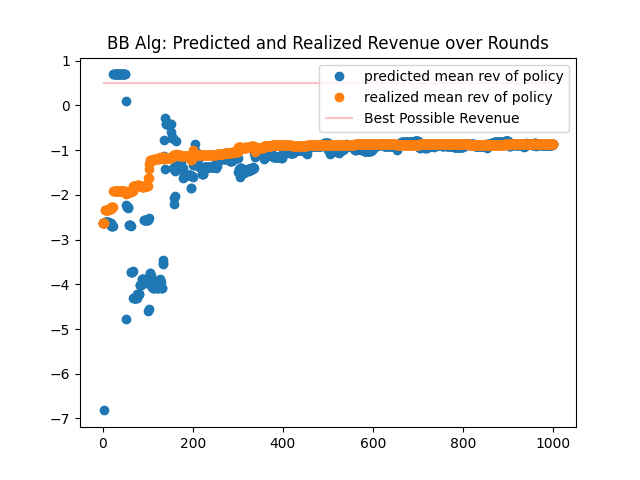 BB Alg: Predicted and Realized Revenue over Rounds
predicted mean rev of policy
realized mean rev of policy
Best Possible Revenue
1
0
−1
−2
−3
−4
−5
−6
−7
0 200 400 600 800 1000